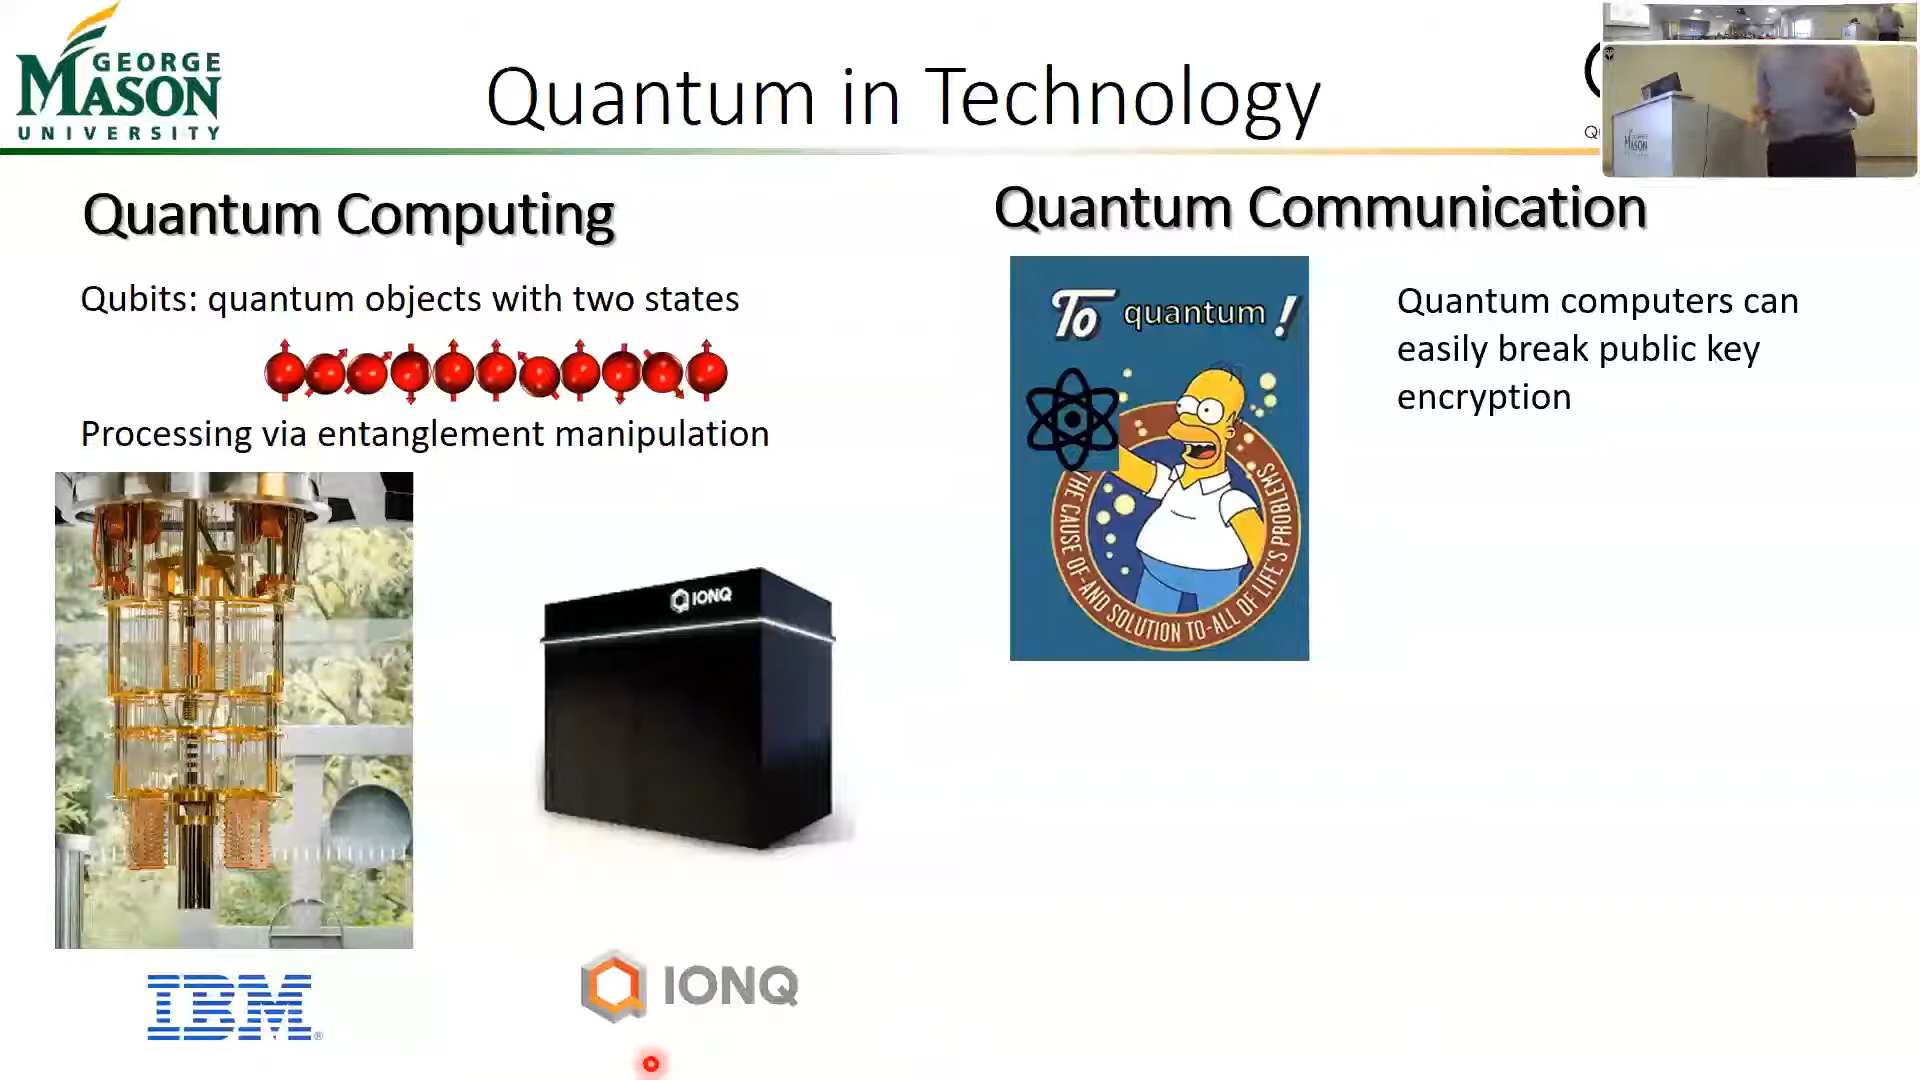 GEORGE
MASON
UNIVERSITY
Quantum in Technology
MASON
Quantum Computing
Qubits: quantum objects with two states
Processing via entanglement manipulation
IONQ
IBM®
IONQ
Quantum Communication
To quantum!
THE CAUSE OF-AND SOLUTION TO-ALL OF LIFE'S PROBLEMS
Quantum computers can
easily break public key
encryption